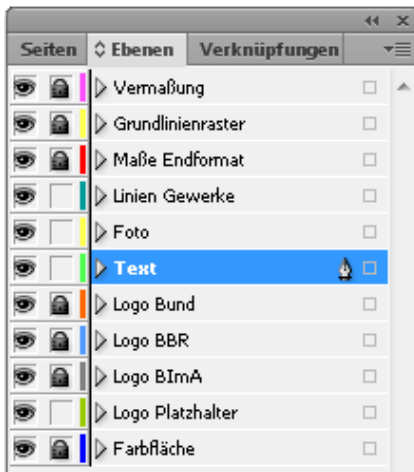 Seiten Ebenen Verknüpfungen
Vermaßung
Grundlinienraster
Maße Endformat
Linien Gewerke
Foto
Text
Logo Bund
Logo BBR
Logo BImA
Logo Platzhalter
Farbfläche